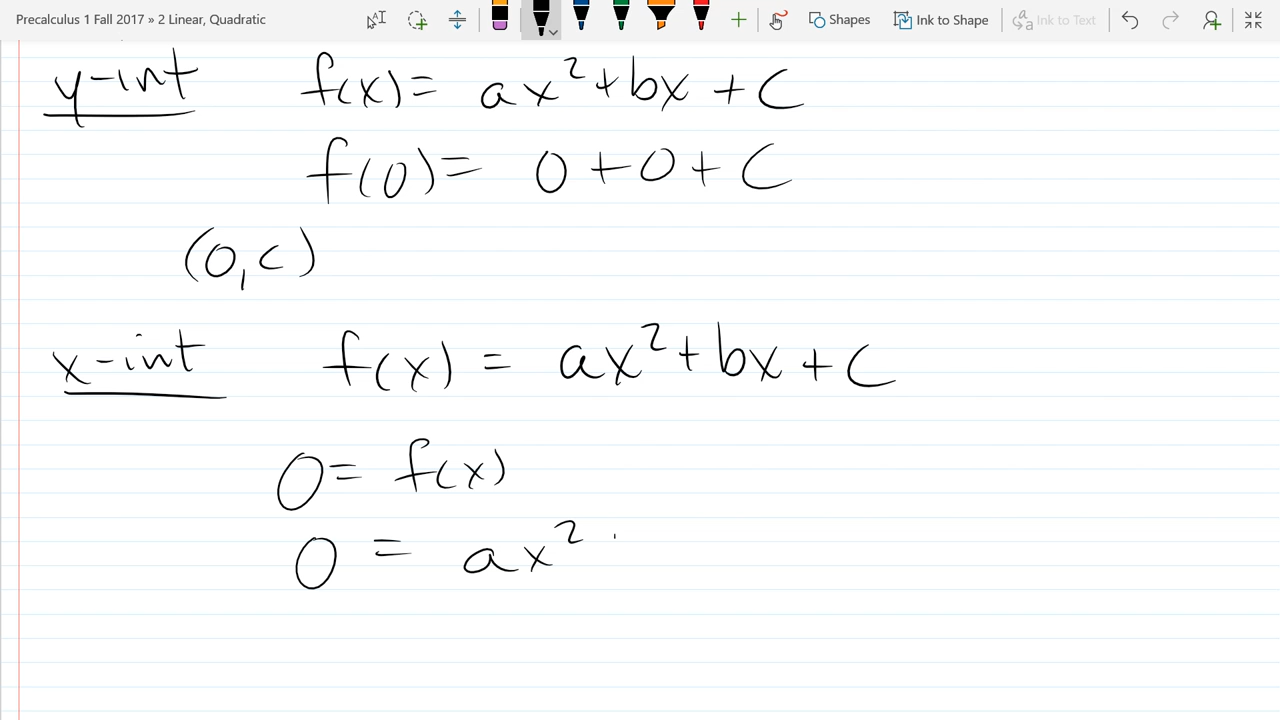 Precalculus 1 Fall 2017 » 2 Linear, Quadratic
Shapes
Ink to Shape
Ink to Text
y-int f(x) = ax² + bx + c
f(0) = 0 + 0 + c
(0, c)
x-int f(x) = ax² + bx + c
0 = f(x)
0 = ax²